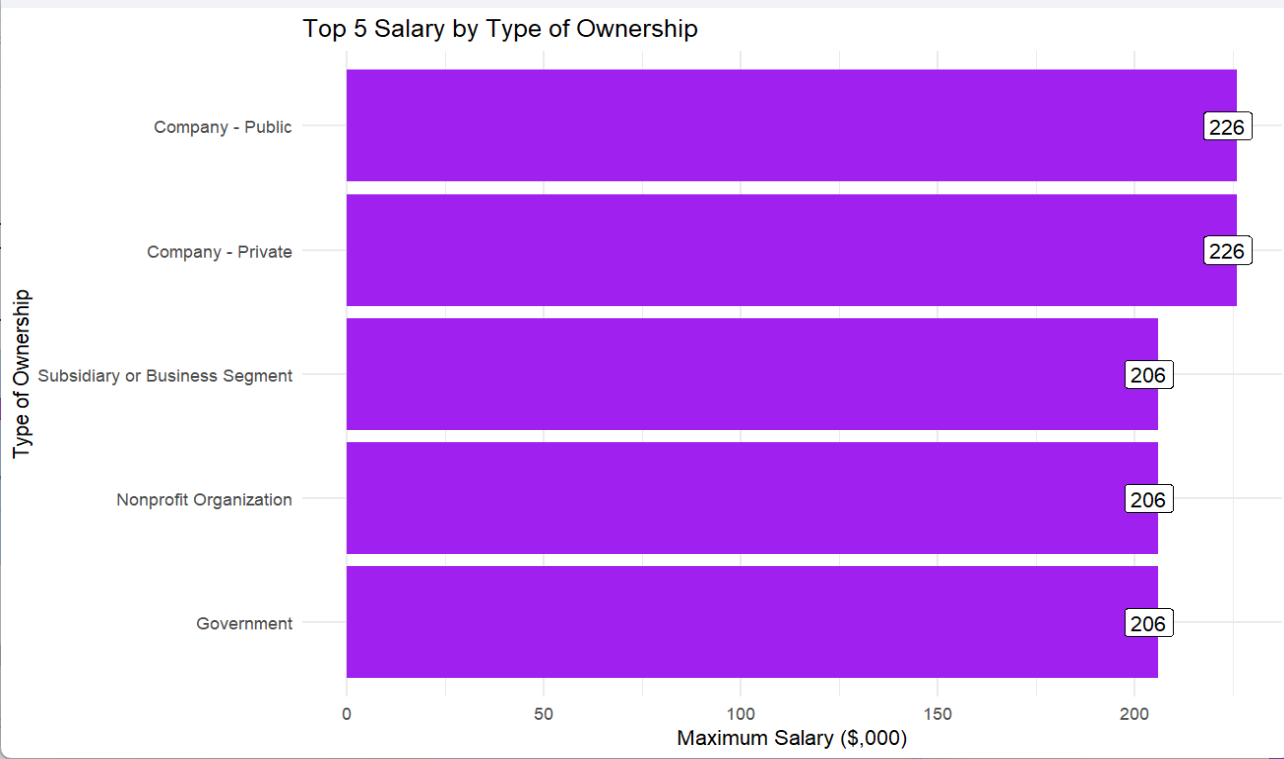 Top 5 Salary by Type of Ownership
Type of Ownership
Company - Public
226
Company - Private
226
Subsidiary or Business Segment
206
Nonprofit Organization
206
Government
206
0 50 100 150 200
Maximum Salary ($,000)